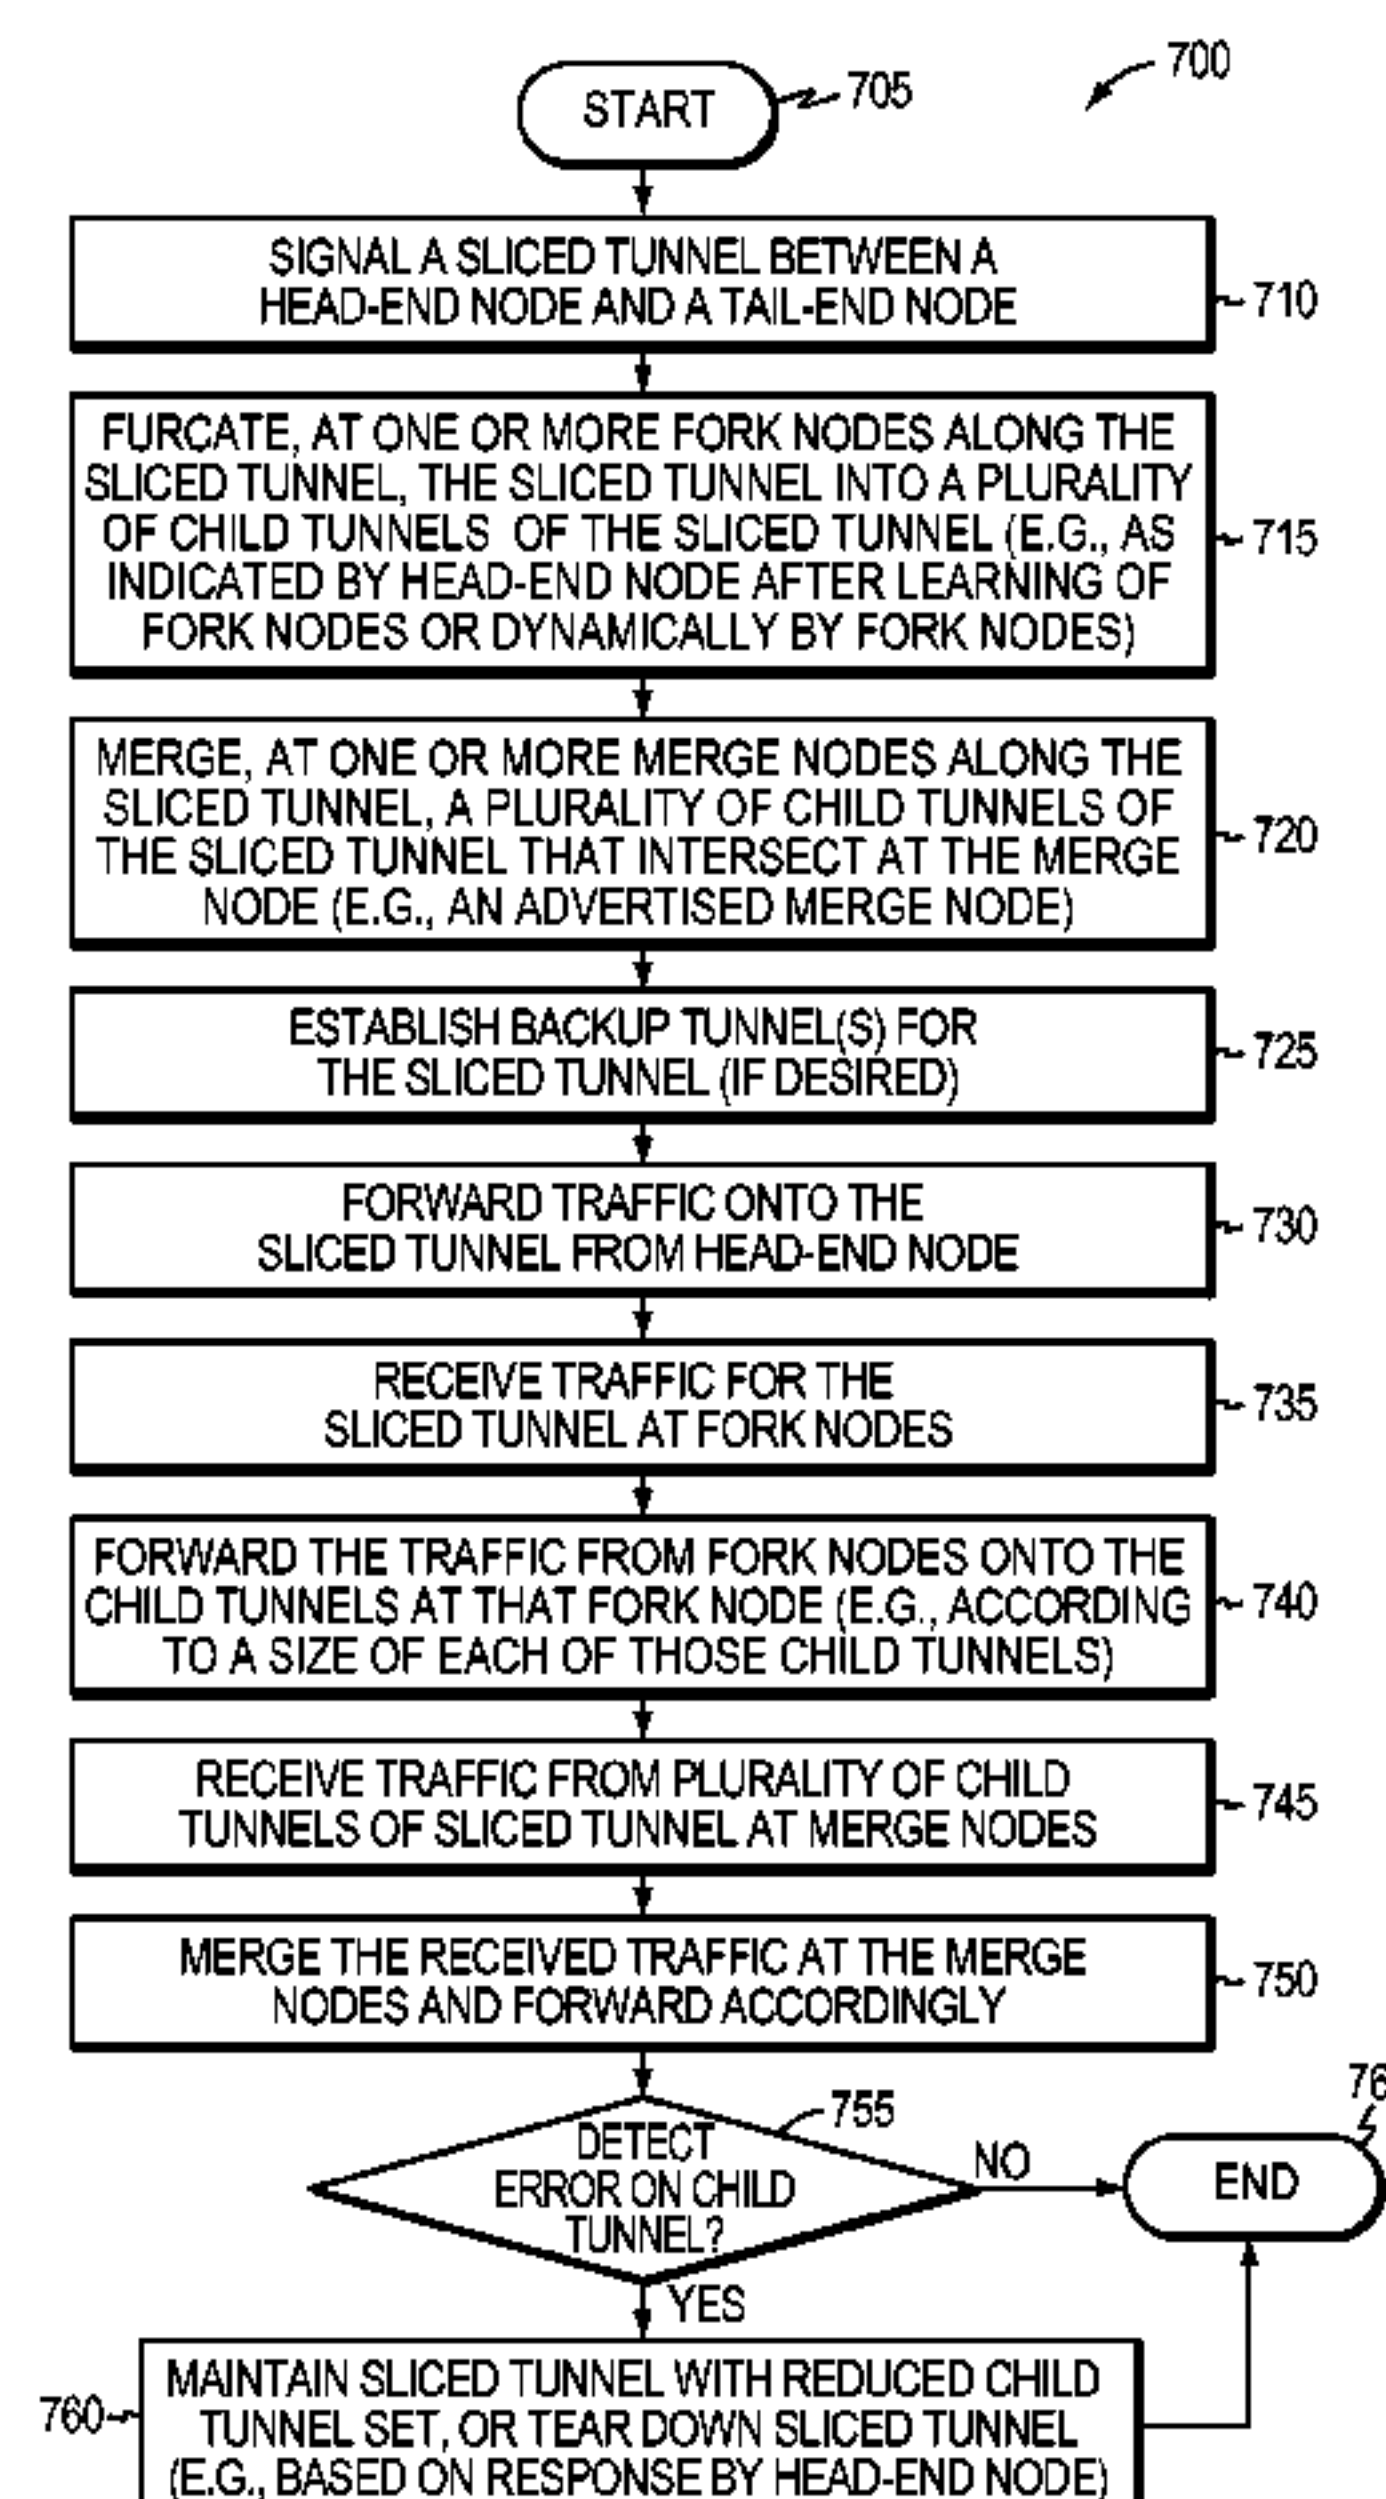 700
START
705
SIGNAL A SLICED TUNNEL BETWEEN A
HEAD-END NODE AND A TAIL-END NODE
710
FURCATE, AT ONE OR MORE FORK NODES ALONG THE
SLICED TUNNEL, THE SLICED TUNNEL INTO A PLURALITY
OF CHILD TUNNELS OF THE SLICED TUNNEL (E.G., AS
INDICATED BY HEAD-END NODE AFTER LEARNING OF
FORK NODES OR DYNAMICALLY BY FORK NODES)
715
MERGE, AT ONE OR MORE MERGE NODES ALONG THE
SLICED TUNNEL, A PLURALITY OF CHILD TUNNELS OF
THE SLICED TUNNEL THAT INTERSECT AT THE MERGE
NODE (E.G., AN ADVERTISED MERGE NODE)
720
ESTABLISH BACKUP TUNNEL(S) FOR
THE SLICED TUNNEL (IF DESIRED)
725
FORWARD TRAFFIC ONTO THE
SLICED TUNNEL FROM HEAD-END NODE
730
RECEIVE TRAFFIC FOR THE
SLICED TUNNEL AT FORK NODES
735
FORWARD THE TRAFFIC FROM FORK NODES ONTO THE
CHILD TUNNELS AT THAT FORK NODE (E.G., ACCORDING
TO A SIZE OF EACH OF THOSE CHILD TUNNELS)
740
RECEIVE TRAFFIC FROM PLURALITY OF CHILD
TUNNELS OF SLICED TUNNEL AT MERGE NODES
745
MERGE THE RECEIVED TRAFFIC AT THE MERGE
NODES AND FORWARD ACCORDINGLY
750
DETECT
ERROR ON CHILD
TUNNEL?
755
NO
END
YES
MAINTAIN SLICED TUNNEL WITH REDUCED CHILD
TUNNEL SET, OR TEAR DOWN SLICED TUNNEL
(E.G., BASED ON RESPONSE BY HEAD-END NODE)
760